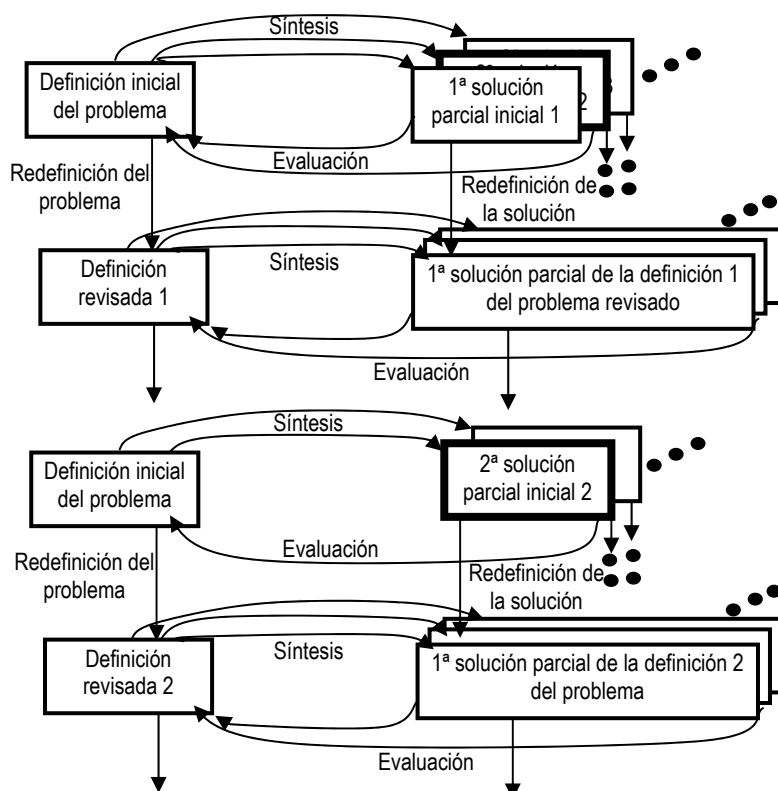 Síntesis
Definición inicial
del problema
1ª solución
parcial inicial 1
2
3
Evaluación
Redefinición del
problema
Redefinición de
la solución
Definición
revisada 1
Síntesis
1ª solución parcial de la definición 1
del problema revisado
Evaluación
Síntesis
Definición inicial
del problema
2ª solución
parcial inicial 2
Evaluación
Redefinición del
problema
Redefinición de
la solución
Definición
revisada 2
Síntesis
1ª solución parcial de la definición 2
del problema
Evaluación